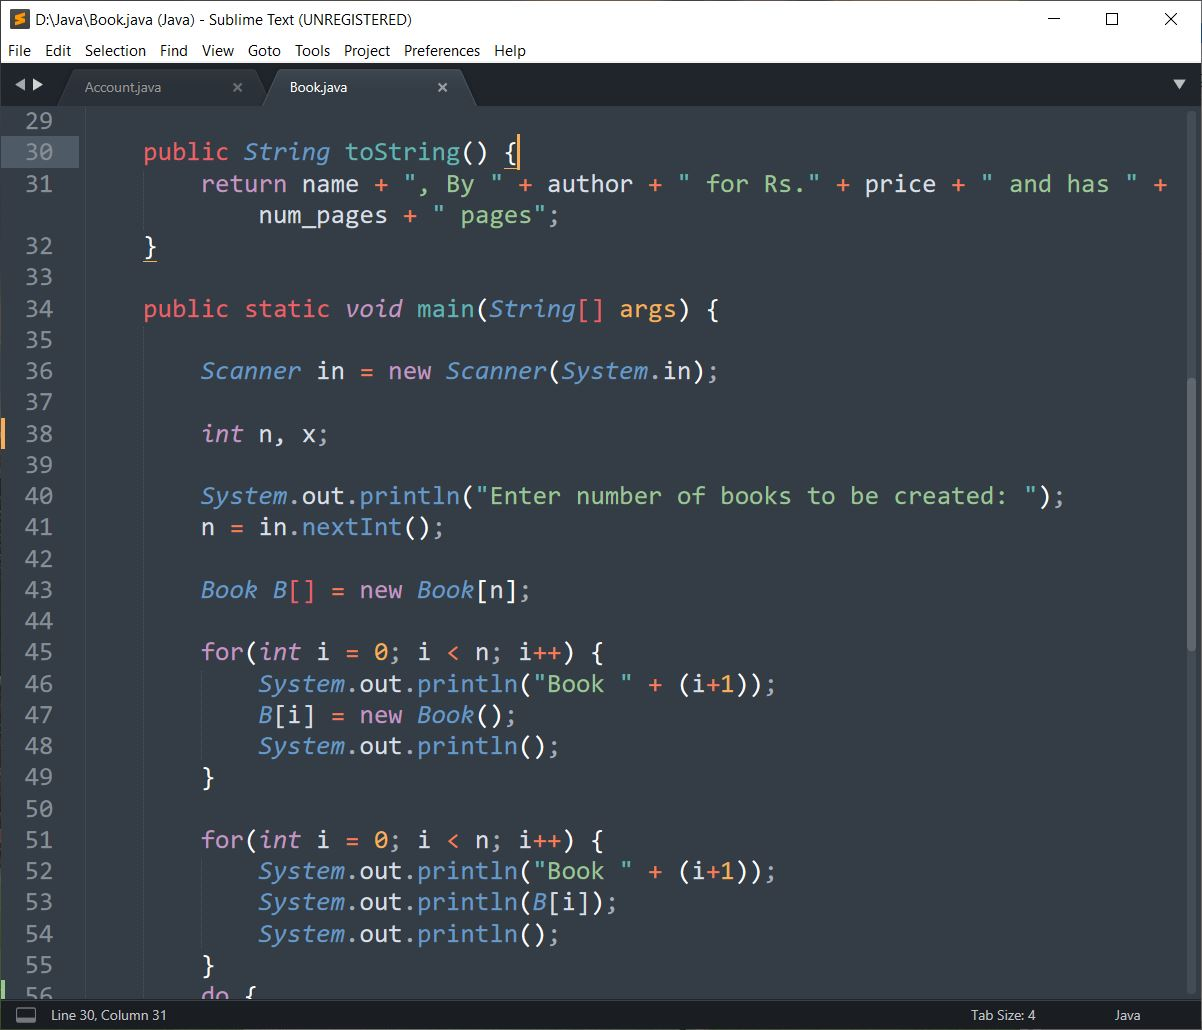 D:\Java\Book.java (Java) - Sublime Text (UNREGISTERED)
File Edit Selection Find View Goto Tools Project Preferences Help
Account.java Book.java
29
30 public String toString() {
31 return name + ", By " + author + " for Rs." + price + " and has " +
num_pages + " pages";
32 }
33
34 public static void main(String[] args) {
35
36 Scanner in = new Scanner(System.in);
37
38 int n, x;
39
40 System.out.println("Enter number of books to be created: ");
41 n = in.nextInt();
42
43 Book B[] = new Book[n];
44
45 for(int i = 0; i < n; i++) {
46 System.out.println("Book " + (i+1));
47 B[i] = new Book();
48 System.out.println();
49 }
50
51 for(int i = 0; i < n; i++) {
52 System.out.println("Book " + (i+1));
53 System.out.println(B[i]);
54 System.out.println();
55 }
56 do {
Line 30, Column 31 Tab Size: 4 Java